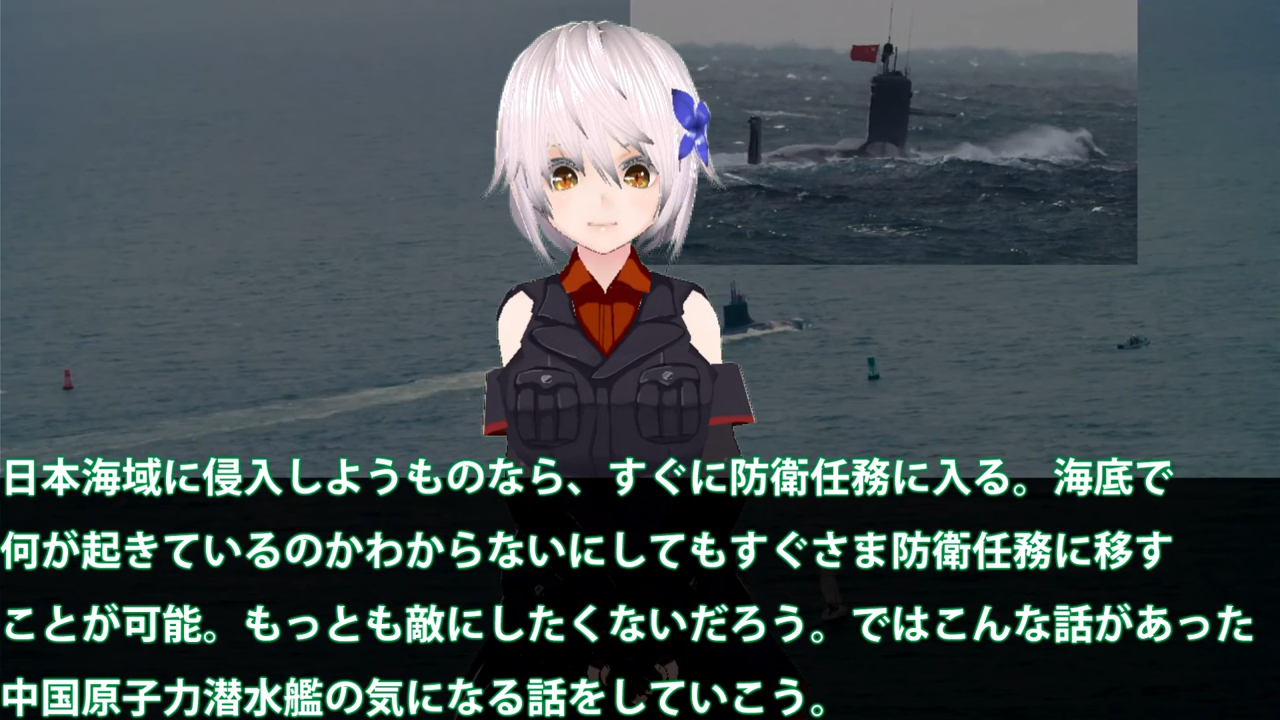 日本海域に侵入しようものなら、すぐに防衛任務に入る。海底で
何が起きているのかわからないにしてもすぐさま防衛任務に移す
ことが可能。もっとも敵にしたくないだろう。ではこんな話があった
中国原子力潜水艦の気になる話をしていこう。